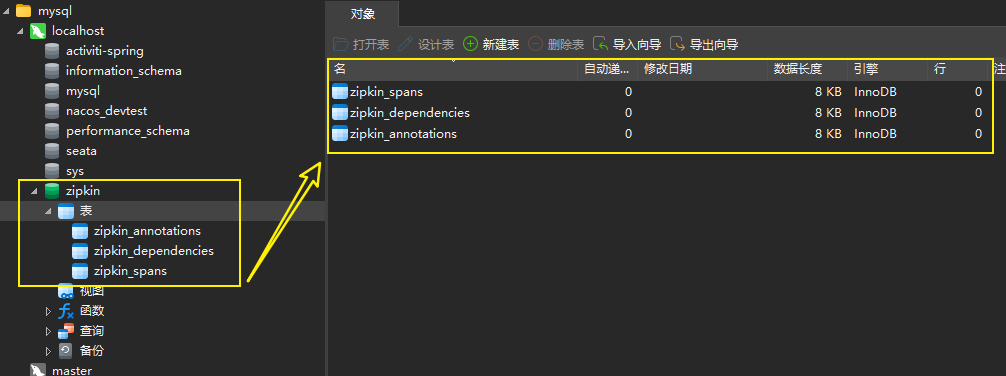 mysql
localhost
activiti-spring
information_schema
mysql
nacos_devtest
performance_schema
seata
sys
zipkin
表
zipkin_annotations
zipkin_dependencies
zipkin_spans
视图
函数
查询
备份
master
对象
打开表 设计表 新建表 删除表 导入向导 导出向导
名 自动递... 修改日期 数据长度 引擎 行 注
zipkin_spans 0 8 KB InnoDB 0
zipkin_dependencies 0 8 KB InnoDB 0
zipkin_annotations 0 8 KB InnoDB 0